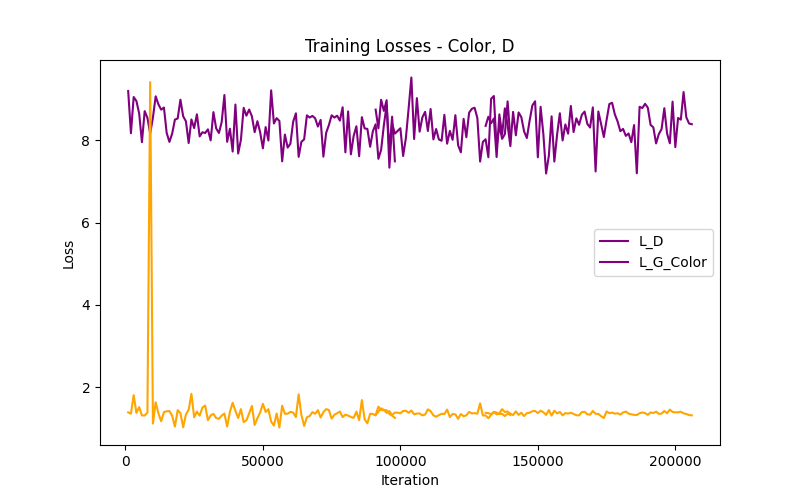 Training Losses - Color, D
8
6
4
2
Loss
L_D
L_G_Color
0
50000
100000
150000
200000
Iteration